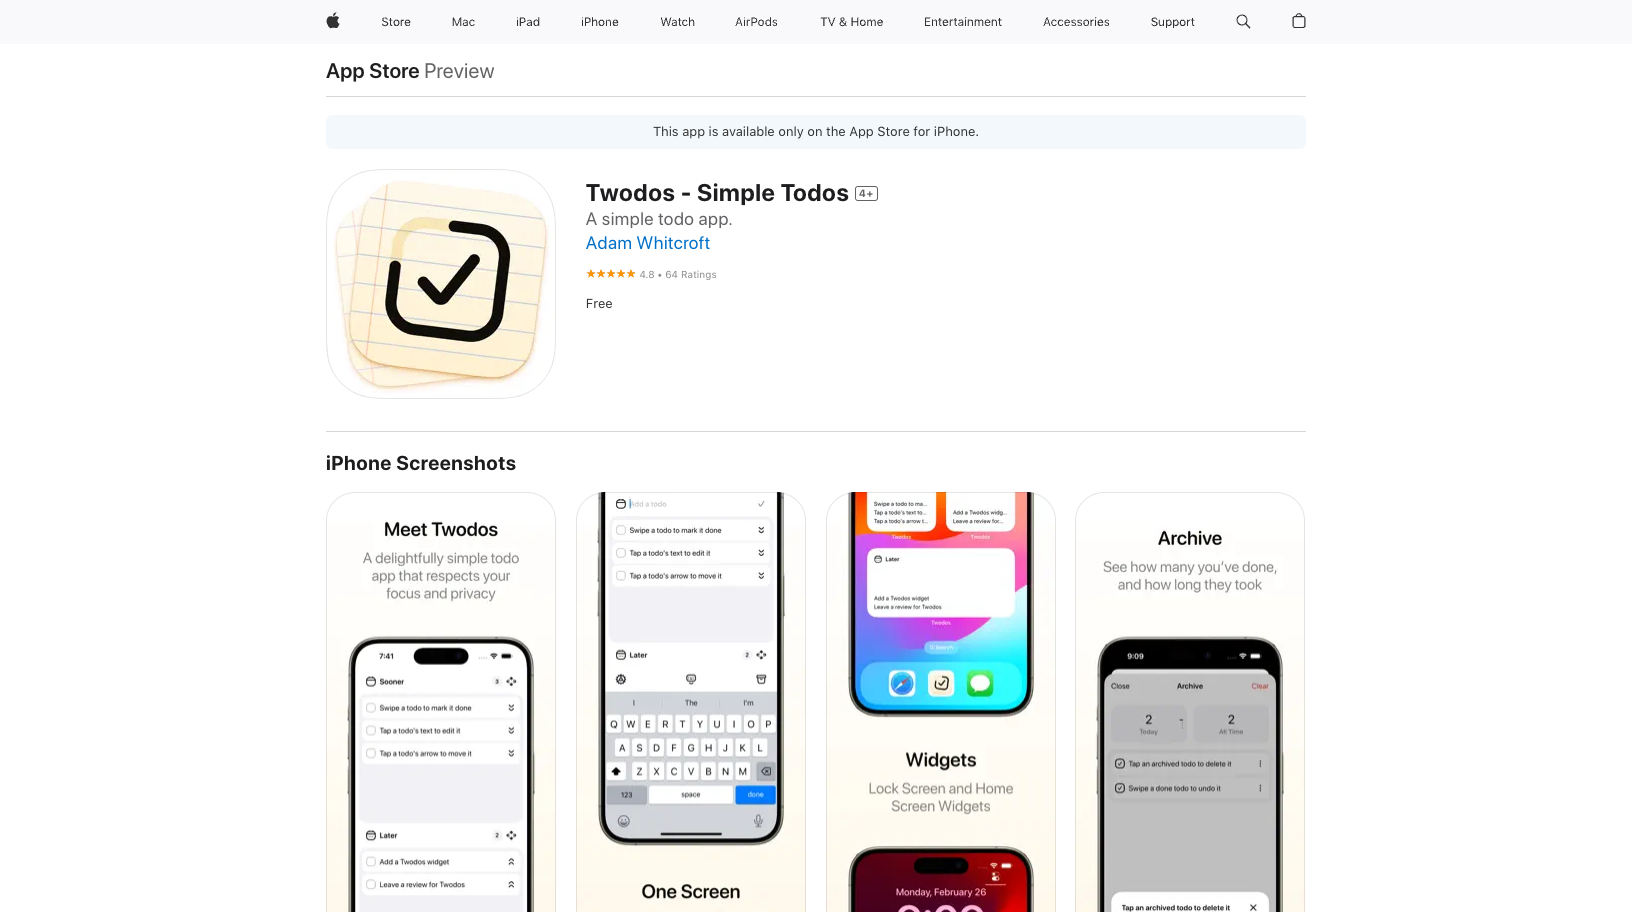 Store
Mac
iPad
iPhone
Watch
AirPods
TV & Home
Entertainment
Accessories
Support
App Store Preview
This app is available only on the App Store for iPhone.
Twodos - Simple Todos 4+
A simple todo app.
Adam Whitcroft
4.8 • 64 Ratings
Free
iPhone Screenshots
Meet Twodos
A delightfully simple todo
app that respects your
focus and privacy
7:41
Sooner 3
Swipe a todo to mark it done
Tap a todo's text to edit it
Tap a todo's arrow to move it
Later 2
Add a Twodos widget
Leave a review for Twodos
Add a todo
Swipe a todo to mark it done
Tap a todo's text to edit it
Tap a todo's arrow to move it
Later 2
I The I'm
Q W E R T Y U I O P
A S D F G H J K L
Z X C V B N M
123 space done
One Screen
Swipe a todo to ma...
Tap a todo's text to...
Tap a todo's arrow t...
Add a Twodos widg...
Leave a review for...
Twodos
Twodos
Later
Add a Twodos widget
Leave a review for Twodos
Twodos
Search
Widgets
Lock Screen and Home
Screen Widgets
Monday, February 26
Archive
See how many you've done,
and how long they took
9:09
Close Archive Clear
2 2
Today All Time
Tap an archived todo to delete it
Swipe a done todo to undo it
Tap an archived todo to delete it